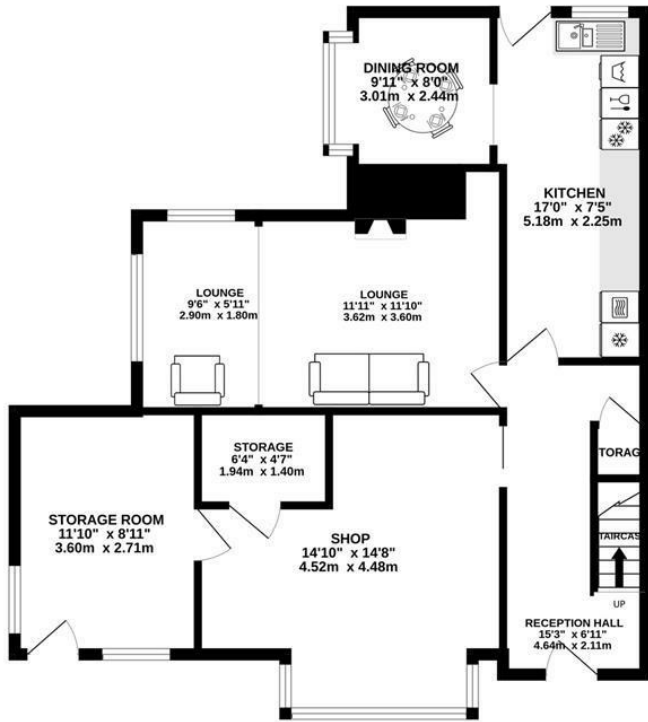 DINING ROOM
9'11" x 8'0"
3.01m x 2.44m
KITCHEN
17'0" x 7'5"
5.18m x 2.25m
LOUNGE
9'6" x 5'11"
2.90m x 1.80m
LOUNGE
11'11" x 11'10"
3.62m x 3.60m
STORAGE
6'4" x 4'7"
1.94m x 1.40m
TORAG
STORAGE ROOM
11'10" x 8'11"
3.60m x 2.71m
SHOP
14'10" x 14'8"
4.52m x 4.48m
TAIRCAS
UP
RECEPTION HALL
15'3" x 6'11"
4.64m x 2.11m